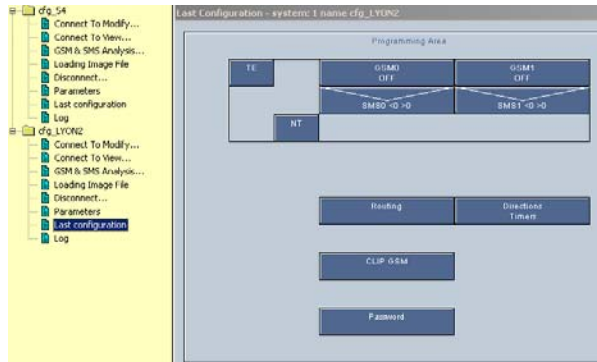 cfg_S4
Connect To Modify...
Connect To View...
GSM & SMS Analysis...
Loading Image File
Disconnect...
Parameters
Last configuration
Log
cfg_LYON2
Connect To Modify...
Connect To View...
GSM & SMS Analysis...
Loading Image File
Disconnect...
Parameters
Last configuration
Log
Last Configuration - system: 1 name cfg_LYON2
Programming Area
TE
GSM0
OFF
GSM1
OFF
SMS0 <0 >0
SMS1 <0 >0
NT
Routing
Directions
Timers
CLIP GSM
Password